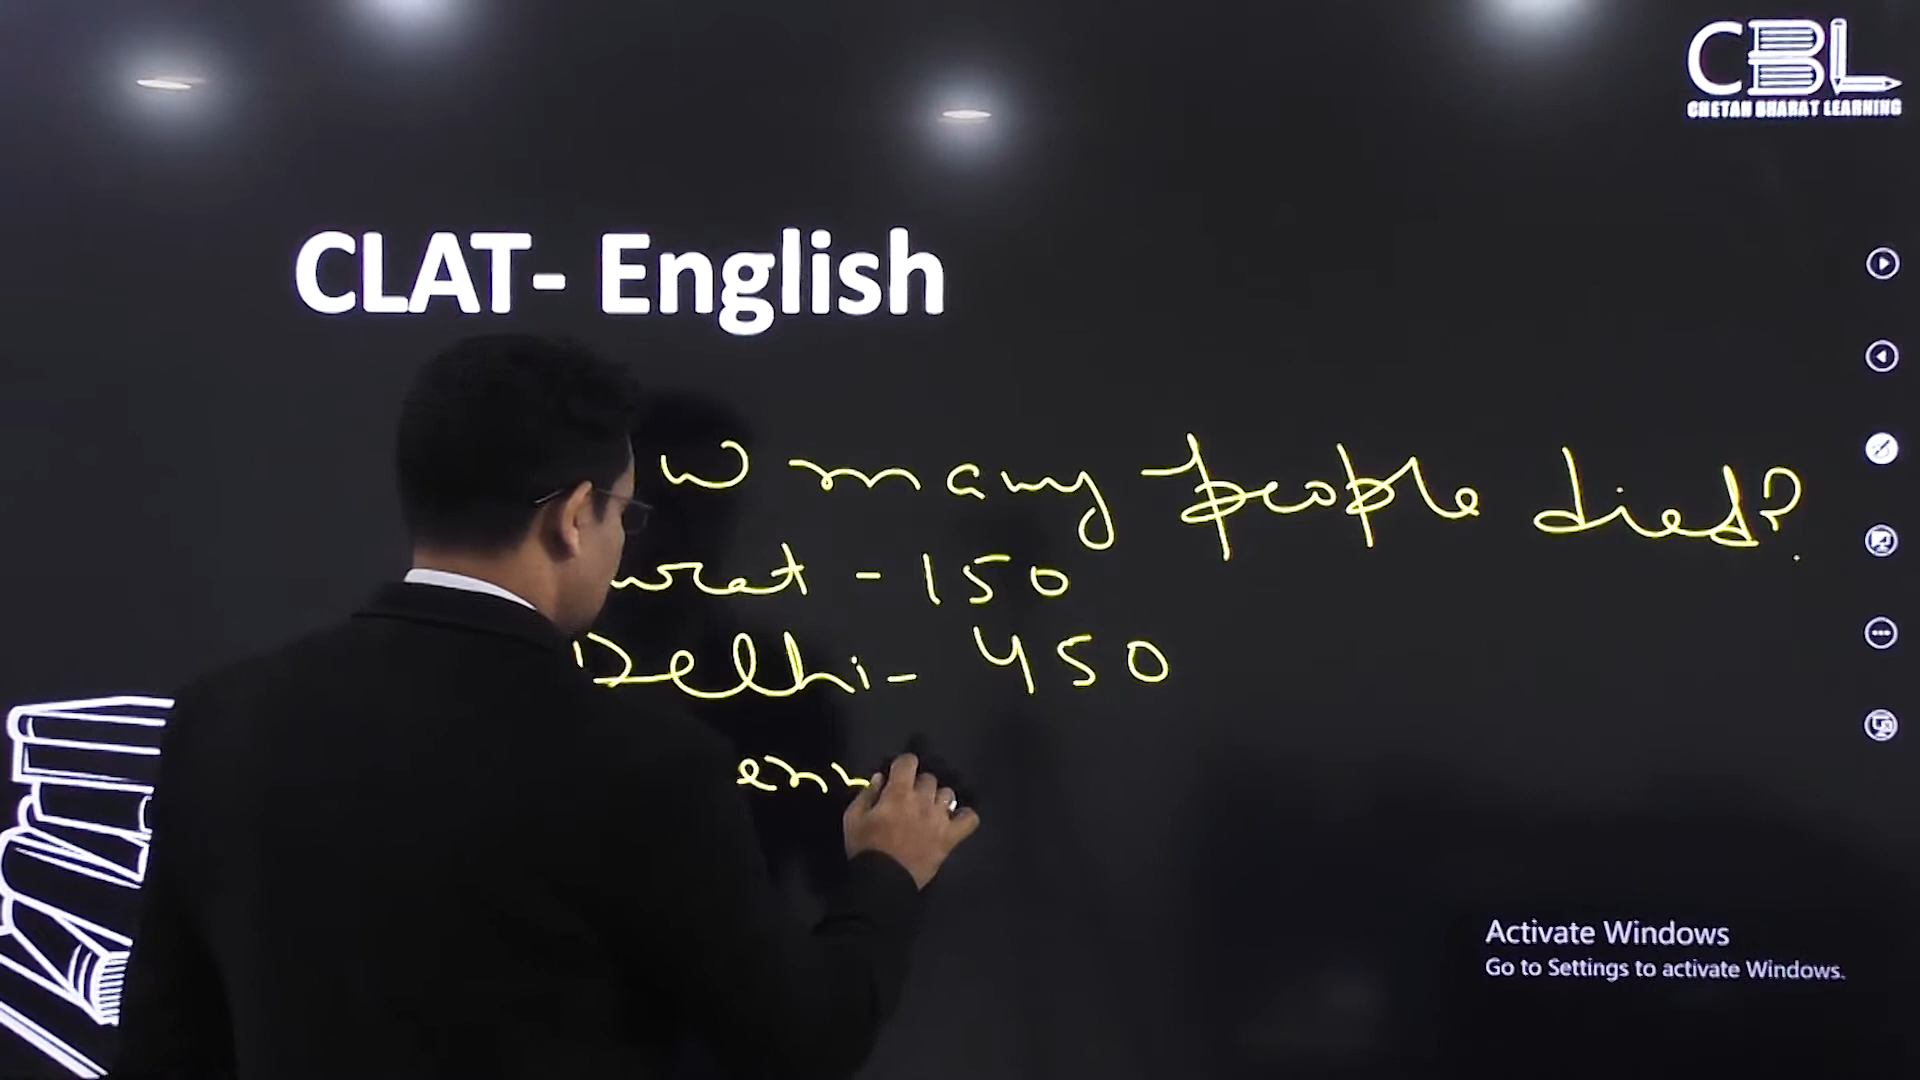 CBL
CHETAN BHARAT LEARNING
CLAT- English
w many people died?
urat - 150
Delhi - 450
Activate Windows
Go to Settings to activate Windows.